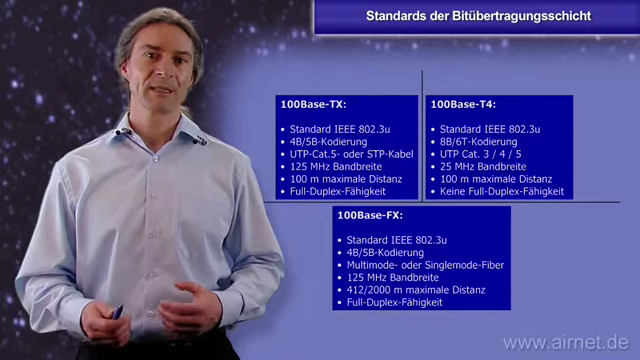 Standards der Bitübertragungsschicht
100Base-TX:
• Standard IEEE 802.3u
• 4B/5B-Kodierung
• UTP-Cat.5- oder STP-Kabel
• 125 MHz Bandbreite
• 100 m maximale Distanz
• Full-Duplex-Fähigkeit
100Base-T4:
• Standard IEEE 802.3u
• 8B/6T-Kodierung
• UTP Cat. 3 / 4 / 5
• 25 MHz Bandbreite
• 100 m maximale Distanz
• Keine Full-Duplex-Fähigkeit
100Base-FX:
• Standard IEEE 802.3u
• 4B/5B-Kodierung
• Multimode- oder Singlemode-Fiber
• 125 MHz Bandbreite
• 412/2000 m maximale Distanz
• Full-Duplex-Fähigkeit
www.airnet.de